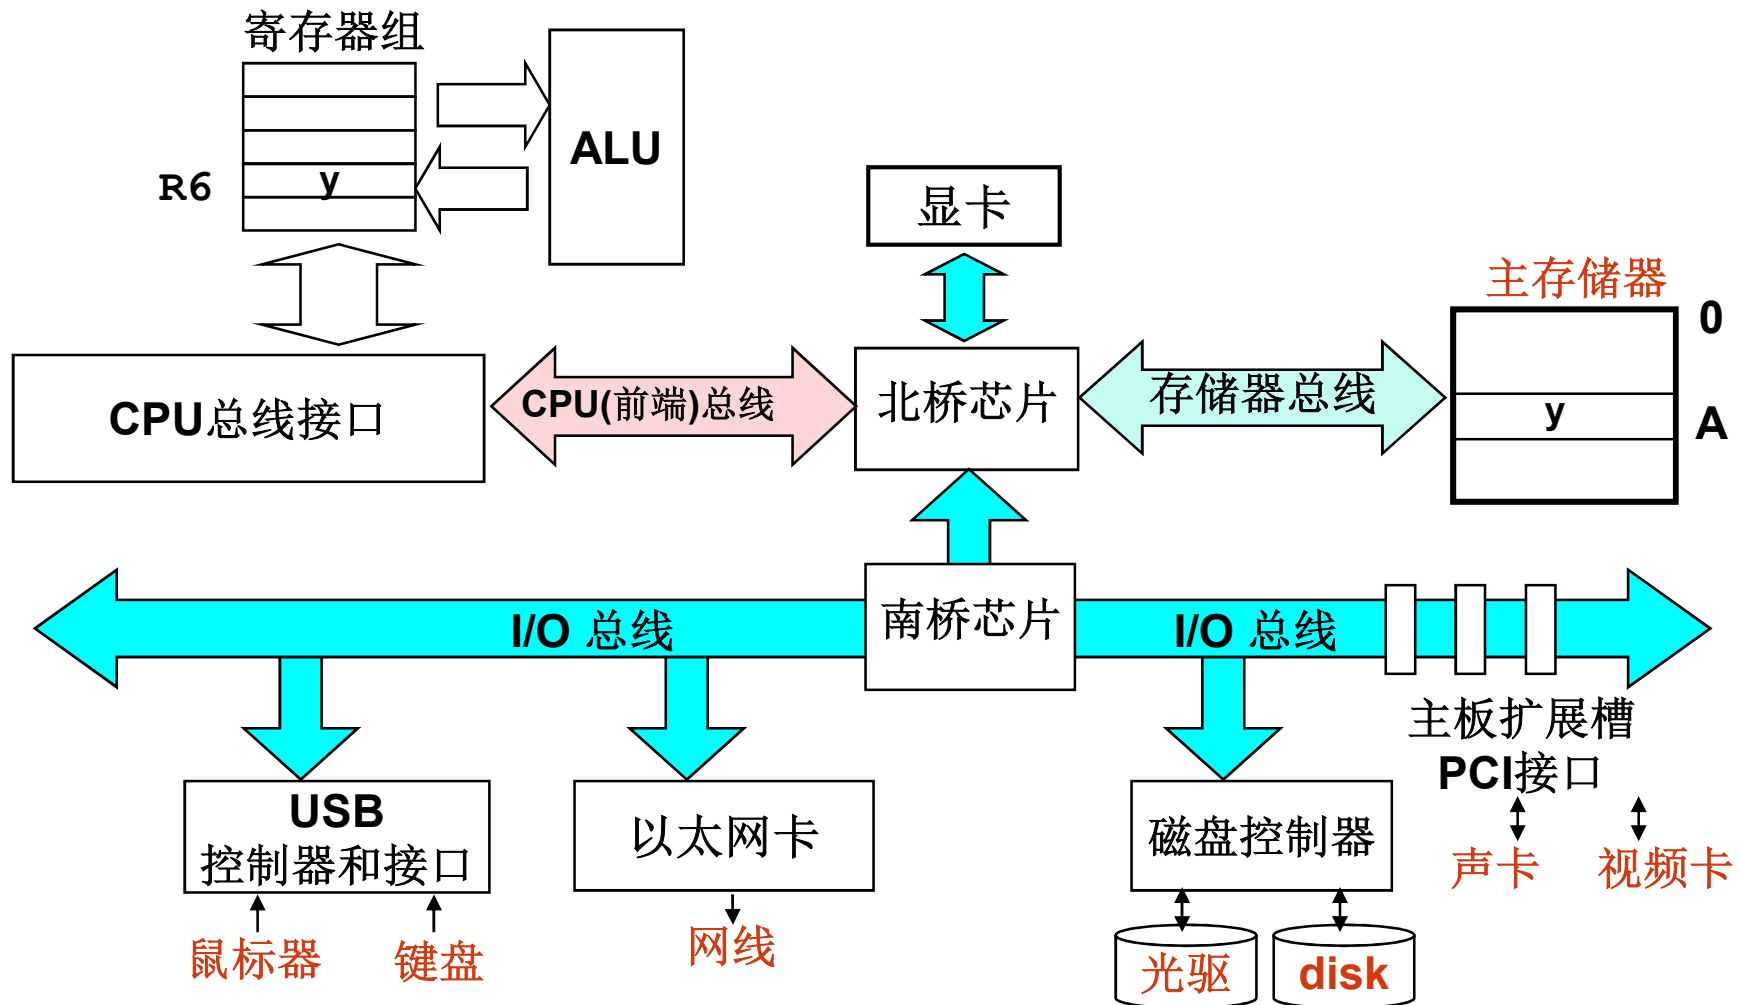 寄存器组
ALU
R6
y
显卡
主存储器
0
CPU总线接口
CPU(前端)总线
北桥芯片
存储器总线
y
A
I/O 总线
南桥芯片
I/O 总线
主板扩展槽
PCI接口
USB
控制器和接口
以太网卡
磁盘控制器
声卡
视频卡
鼠标器
键盘
网线
光驱
disk